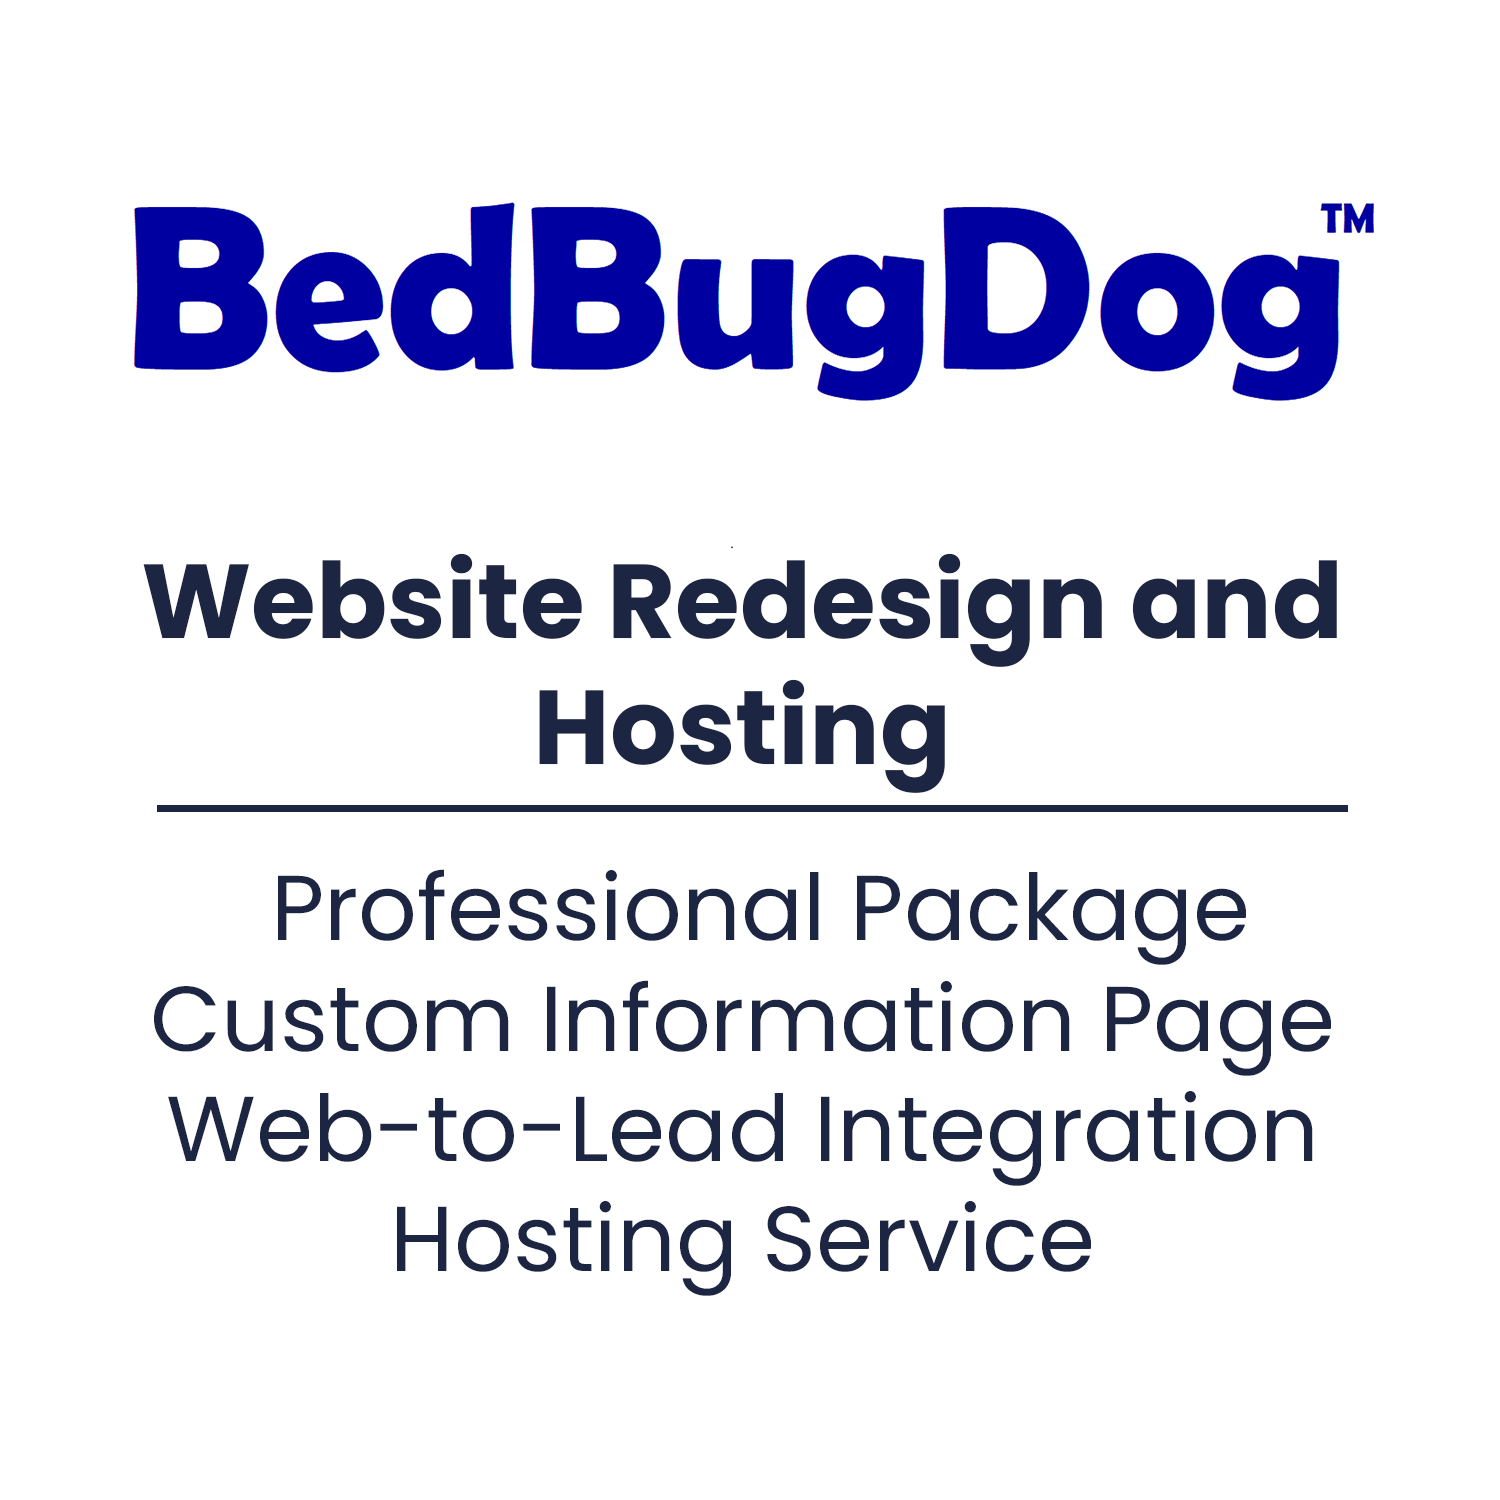 BedBugDog™
Website Redesign and
Hosting
Professional Package
Custom Information Page
Web-to-Lead Integration
Hosting Service